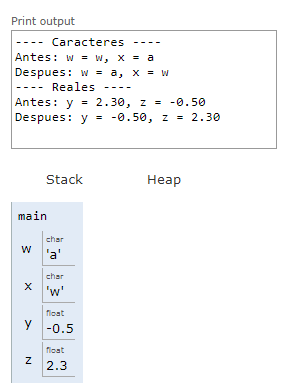 Print output
---- Caracteres ----
Antes: w = w, x = a
Despues: w = a, x = w
---- Reales ----
Antes: y = 2.30, z = -0.50
Despues: y = -0.50, z = 2.30
Stack Heap
main
char
w 'a'
char
x 'w'
float
y -0.5
float
z 2.3